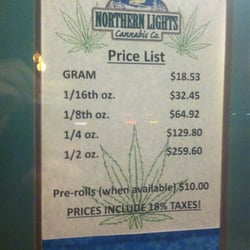 NORTHERN LIGHTS
Cannabis Co.
Price List
GRAM $18.53
1/16th oz. $32.45
1/8th oz. $64.92
1/4 oz. $129.80
1/2 oz. $259.60
Pre-rolls (when available) $10.00
PRICES INCLUDE 18% TAXES!